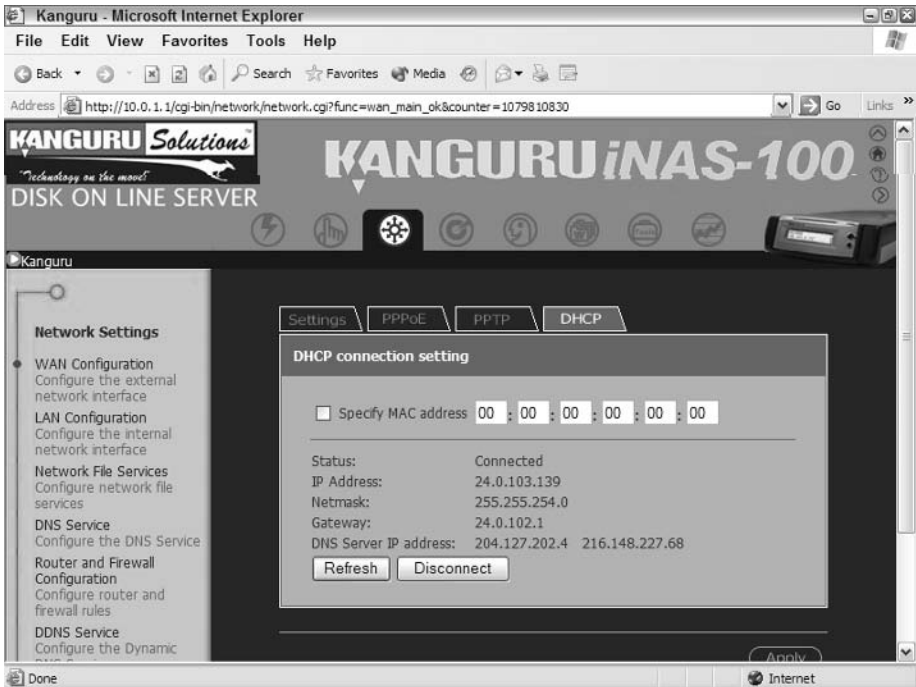 Kanguru - Microsoft Internet Explorer
File Edit View Favorites Tools Help
Back Search Favorites Media
Address http://10.0.1.1/cgi-bin/network/network.cgi?func=wan_main_ok&counter=1079810830 Go Links »
KANGURU Solutions
"Technology on the move!"
DISK ON LINE SERVER
KANGURU iNAS-100
Kanguru
Network Settings
WAN Configuration
Configure the external
network interface
LAN Configuration
Configure the internal
network interface
Network File Services
Configure network file
services
DNS Service
Configure the DNS Service
Router and Firewall
Configuration
Configure router and
firewall rules
DDNS Service
Configure the Dynamic
Settings PPPoE PPTP DHCP
DHCP connection setting
Specify MAC address 00 : 00 : 00 : 00 : 00 : 00
Status: Connected
IP Address: 24.0.103.139
Netmask: 255.255.254.0
Gateway: 24.0.102.1
DNS Server IP address: 204.127.202.4 216.148.227.68
Refresh Disconnect
Apply
Done Internet